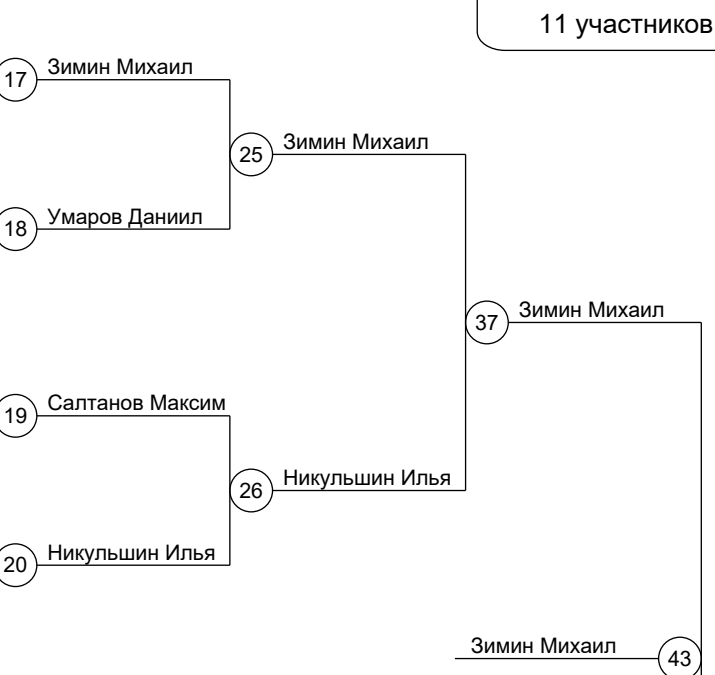 11 участников
17 Зимин Михаил
25 Зимин Михаил
18 Умаров Даниил
37 Зимин Михаил
19 Салтанов Максим
26 Никульшин Илья
20 Никульшин Илья
Зимин Михаил 43